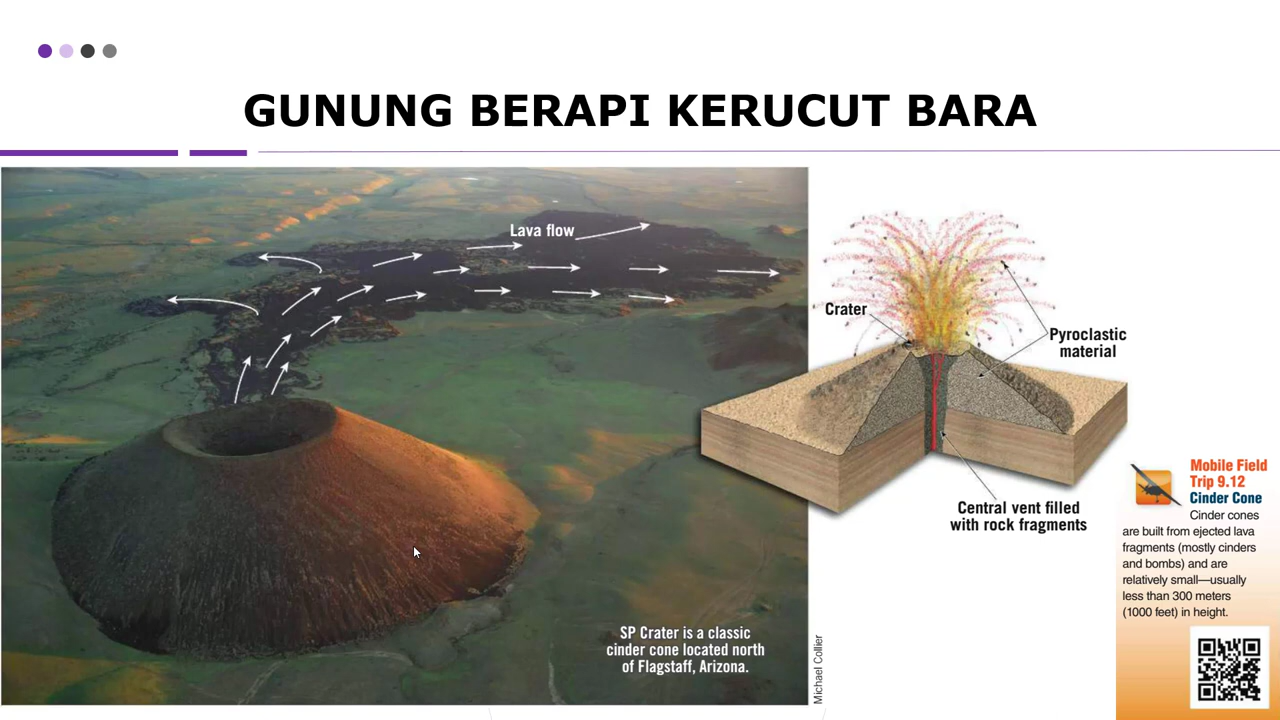 GUNUNG BERAPI KERUCUT BARA
Lava flow
SP Crater is a classic
cinder cone located north
of Flagstaff, Arizona.
Michael Collier
Crater
Pyroclastic
material
Central vent filled
with rock fragments
Mobile Field
Trip 9.12
Cinder Cone
Cinder cones
are built from ejected lava
fragments (mostly cinders
and bombs) and are
relatively small—usually
less than 300 meters
(1000 feet) in height.